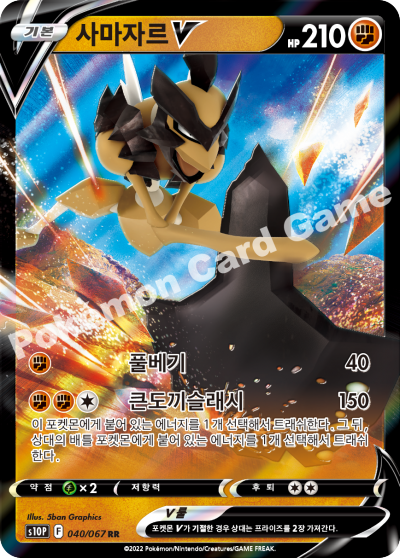 기본 사마자르 V HP 210
Pokémon Card Game
풀베기 40
큰도끼슬래시 150
이 포켓몬에게 붙어 있는 에너지를 1개 선택해서 트래쉬한다. 그 뒤,
상대의 배틀 포켓몬에게 붙어 있는 에너지를 1개 선택해서 트래쉬
한다.
약점 ×2 저항력 후퇴
V룰
포켓몬 V가 기절한 경우 상대는 프라이즈를 2장 가져간다.
Illus. 5ban Graphics
s10P F 040/067 RR
©2022 Pokémon/Nintendo/Creatures/GAME FREAK.